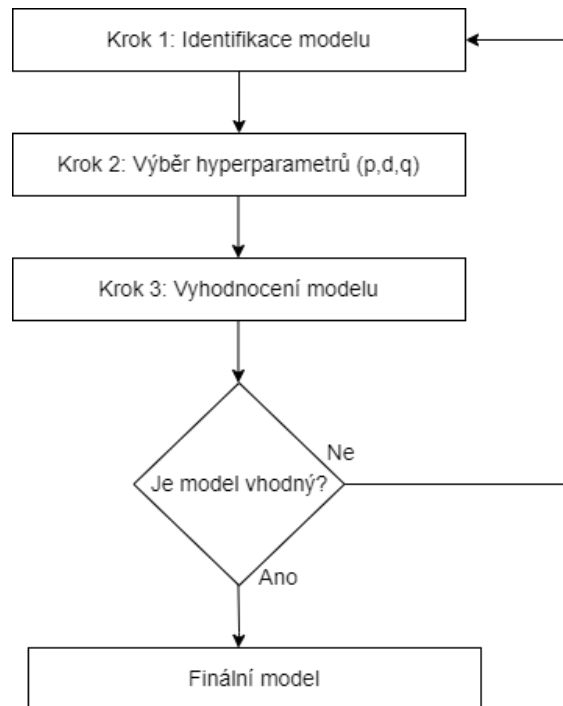 Krok 1: Identifikace modelu
Krok 2: Výběr hyperparametrů (p,d,q)
Krok 3: Vyhodnocení modelu
Je model vhodný?
Ne
Ano
Finální model